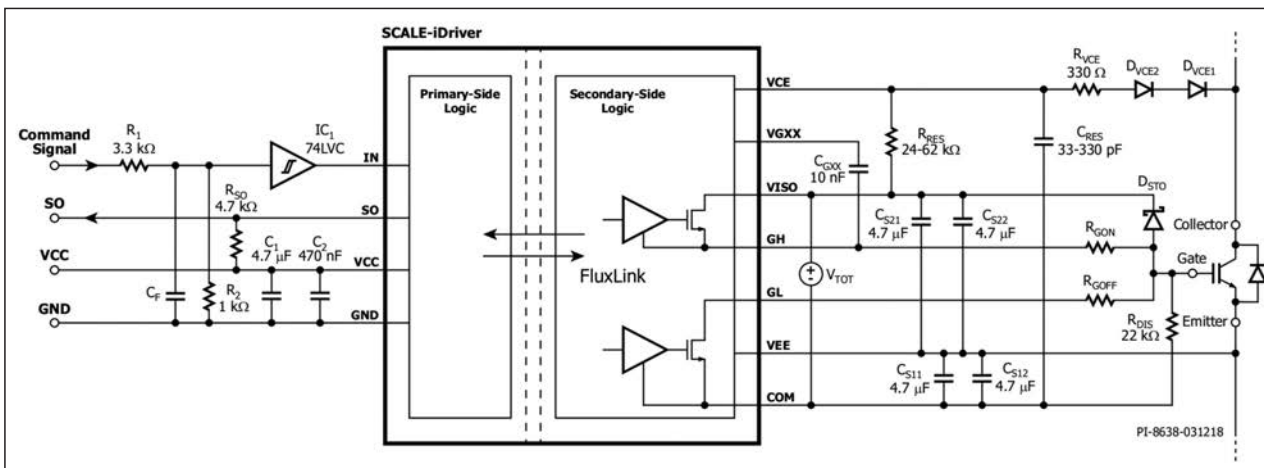 SCALE-iDriver
Primary-Side
Logic
Secondary-Side
Logic
Command
Signal
R1
3.3 kΩ
IC1
74LVC
IN
SO
RSO
4.7 kΩ
SO
VCC
C1
4.7 µF
C2
470 nF
VCC
GND
CF
R2
1 kΩ
GND
FluxLink
VCE
VGXX
VISO
GH
GL
VEE
COM
RVCE
330 Ω
DVCE2
DVCE1
RRES
24-62 kΩ
CRES
33-330 pF
CGXX
10 nF
DSTO
CS21
4.7 µF
CS22
4.7 µF
VTOT
RGON
RGOFF
Collector
Gate
RDIS
22 kΩ
Emitter
CS11
4.7 µF
CS12
4.7 µF
PI-8638-031218